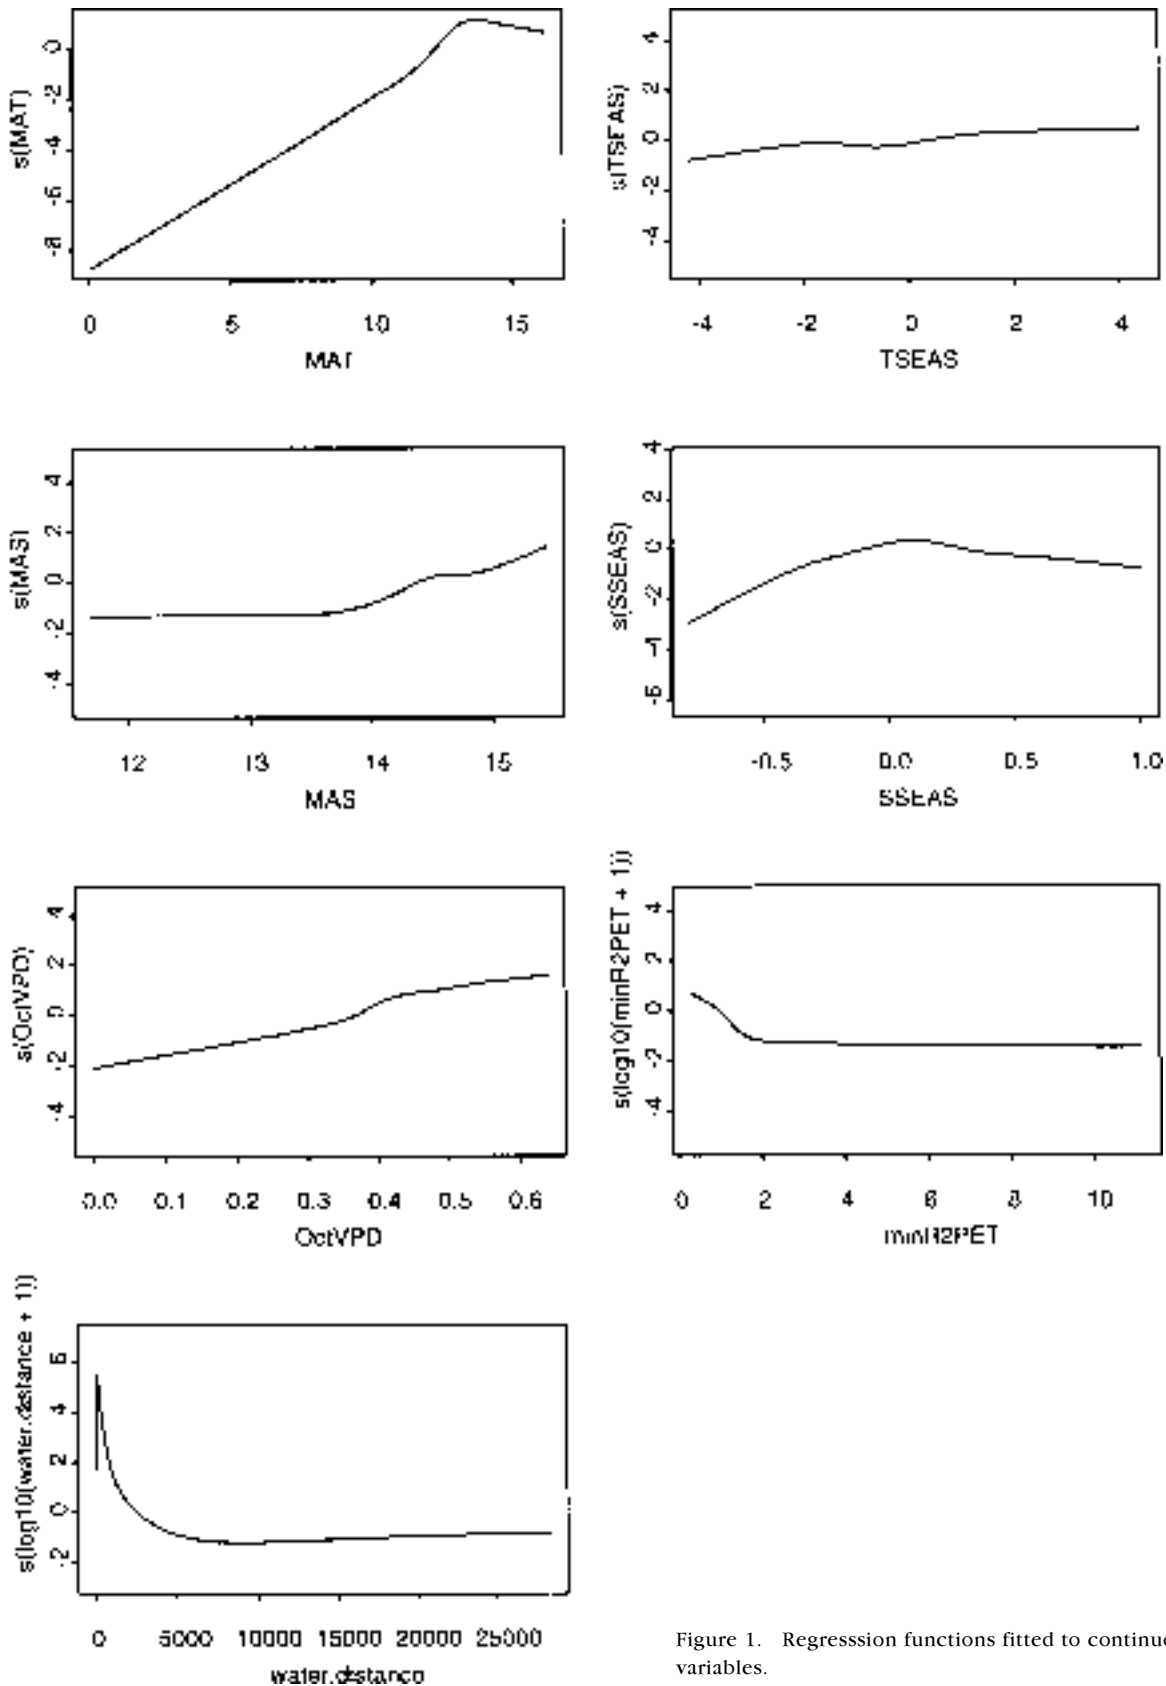 s(MAT)
0
-2
-4
-6
-8
0 5 10 15
MAT
s(TSEAS)
4
2
0
-2
-4
-4 -2 0 2 4
TSEAS
s(MAS)
4
2
0
-2
-4
12 13 14 15
MAS
s(SSEAS)
4
2
0
-2
-4
-6
-0.5 0.0 0.5 1.0
SSEAS
s(OctVPD)
4
2
0
-2
-4
0.0 0.1 0.2 0.3 0.4 0.5 0.6
OctVPD
s(log10(minR2PET + 1))
4
2
0
-2
-4
0 2 4 6 8 10
minR2PET
s(log10(water.distance + 1))
6
4
2
0
-2
0 5000 10000 15000 20000 25000
water.distance
Figure 1. Regresssion functions fitted to continuo
variables.